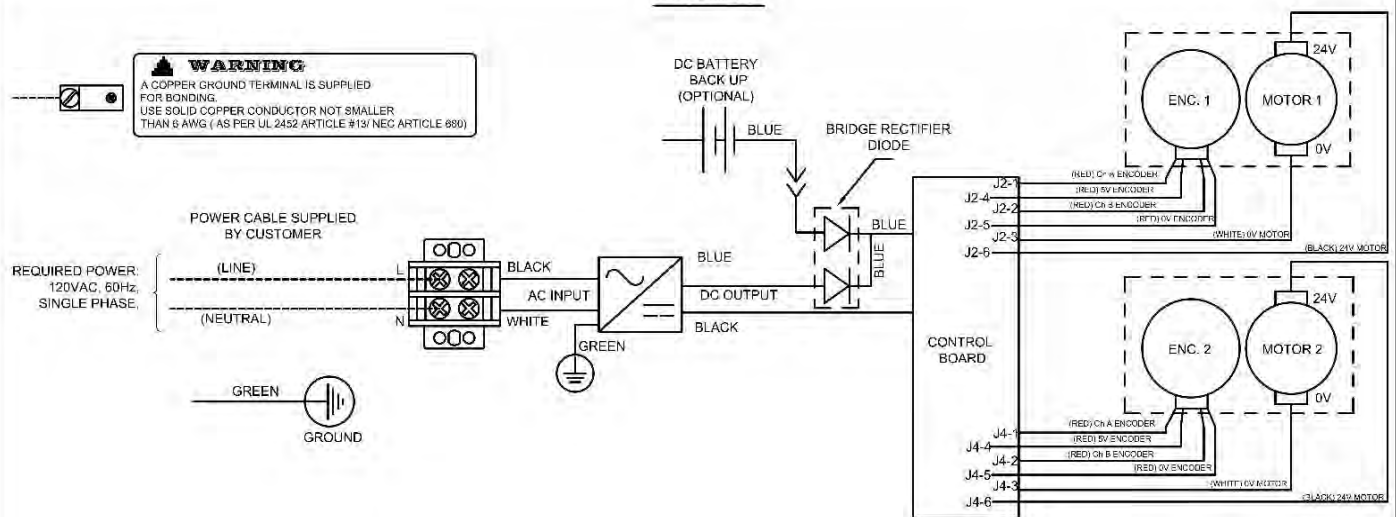 WARNING
A COPPER GROUND TERMINAL IS SUPPLIED
FOR BONDING.
USE SOLID COPPER CONDUCTOR NOT SMALLER
THAN 8 AWG ( AS PER UL 2452 ARTICLE #13/ NEC ARTICLE 680)
DC BATTERY
BACK UP
(OPTIONAL)
BLUE
BRIDGE RECTIFIER
DIODE
POWER CABLE SUPPLIED
BY CUSTOMER
REQUIRED POWER:
120VAC, 60Hz,
SINGLE PHASE.
(LINE)
(NEUTRAL)
L
N
BLACK
AC INPUT
WHITE
GREEN
BLUE
DC OUTPUT
BLACK
BLUE
BLUE
GREEN
GROUND
CONTROL
BOARD
J2-1
J2-4
J2-2
J2-5
J2-3
J2-6
(RED) Ch A ENCODER
(RED) 5V ENCODER
(RED) Ch B ENCODER
(RED) 0V ENCODER
(WHITE) 0V MOTOR
(BLACK) 24V MOTOR
ENC. 1
MOTOR 1
24V
0V
J4-1
J4-4
J4-2
J4-5
J4-3
J4-6
(RED) Ch A ENCODER
(RED) 5V ENCODER
(RED) Ch B ENCODER
(RED) 0V ENCODER
(WHITE) 0V MOTOR
(BLACK) 24V MOTOR
ENC. 2
MOTOR 2
24V
0V